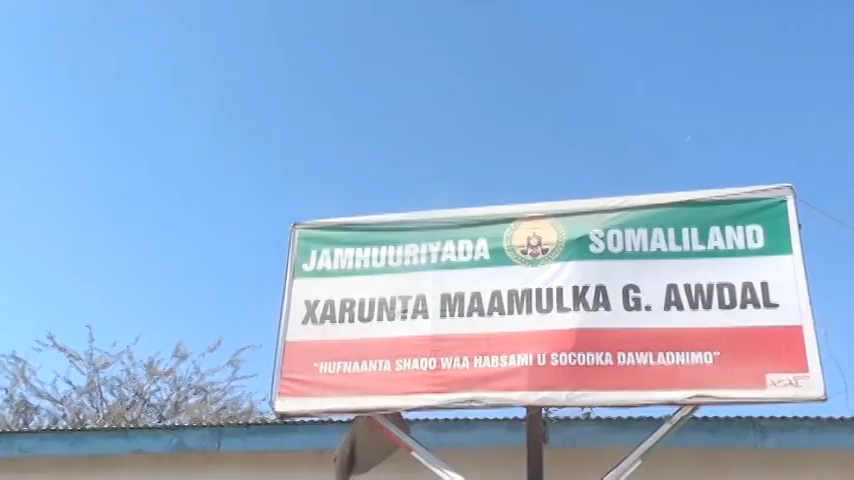 JAMHUURIYADA SOMALILAND
XARUNTA MAAMULKA G. AWDAL
"HUFNAANTA SHAQO WAA HABSAMI U SOCODKA DAWLADNIMO"